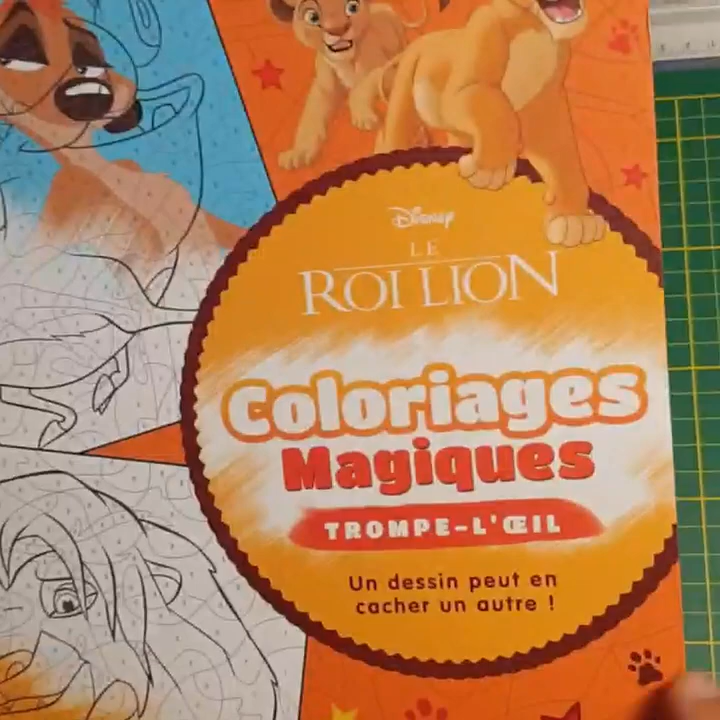 Disney
LE
ROI LION
Coloriages
Magiques
TROMPE-L'ŒIL
Un dessin peut en
cacher un autre !